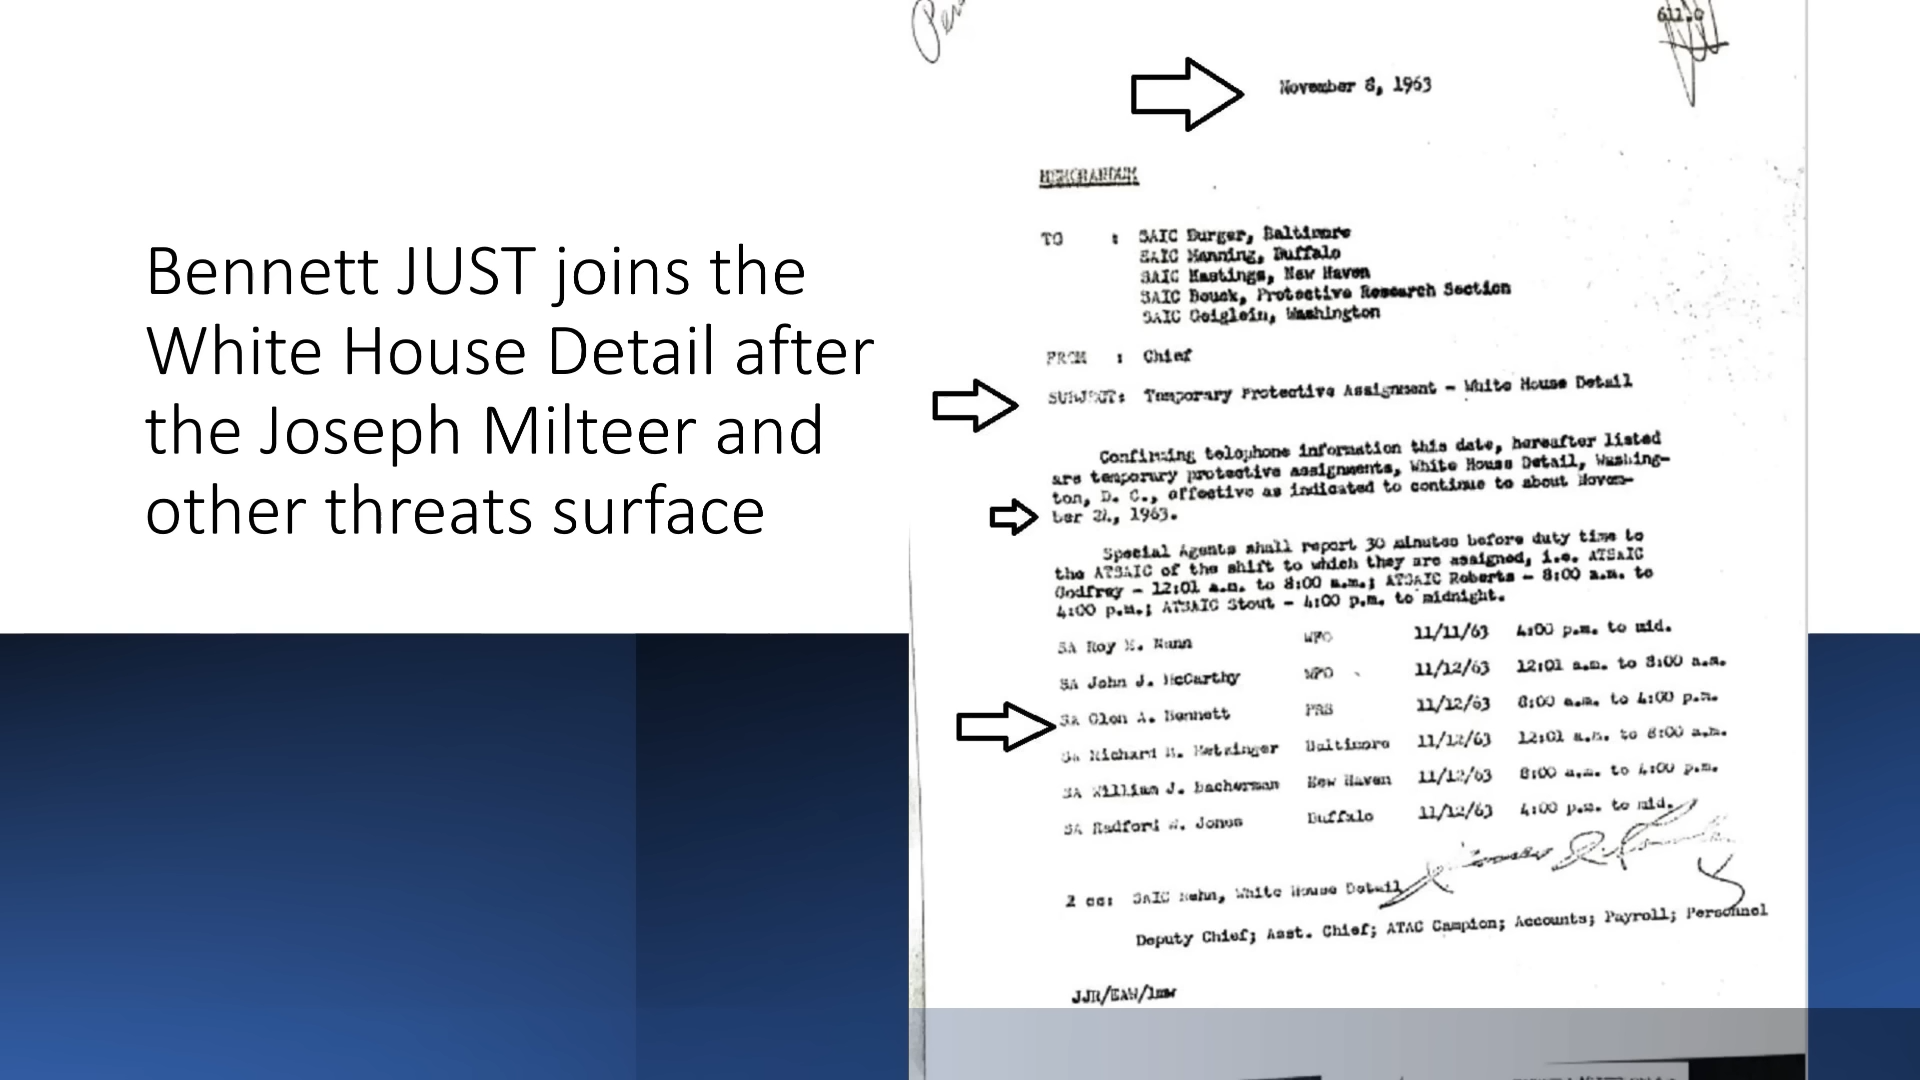 Bennett JUST joins the
White House Detail after
the Joseph Milteer and
other threats surface
611.0
November 8, 1963
MEMORANDUM
TO : SAIC Burger, Baltimore
SAIC Manning, Buffalo
SAIC Hastings, New Haven
SAIC Bouck, Protective Research Section
SAIC Geiglein, Washington
FROM : Chief
SUBJECT: Temporary Protective Assignment - White House Detail
Confirming telephone information this date, hereafter listed
are temporary protective assignments, White House Detail, Washing-
ton, D. C., effective as indicated to continue to about Novem-
ber , 1963.
Special Agents shall report 30 minutes before duty time to
the ATSAIC of the shift to which they are assigned, i.e. ATSAIC
Godfrey - 12:01 a.m. to 8:00 a.m.; ATSAIC Roberts - 8:00 a.m. to
4:00 p.m.; ATSAIC Stout - 4:00 p.m. to midnight.
SA Roy M. Nunn WFO 11/11/63 4:00 p.m. to mid.
SA John J. McCarthy WFO 11/12/63 12:01 a.m. to 8:00 a.m.
SA Glen A. Bennett PRS 11/12/63 8:00 a.m. to 4:00 p.m.
SA Richard R. Metzinger Baltimore 11/12/63 12:01 a.m. to 8:00 a.m.
SA William J. Bacherman New Haven 11/12/63 8:00 a.m. to 4:00 p.m.
SA Radford W. Jones Buffalo 11/12/63 4:00 p.m. to mid.
2 cc: SAIC Behn, White House Detail
Deputy Chief; Asst. Chief; ATAC Campion; Accounts; Payroll; Personnel
JJR/EAW/lmw